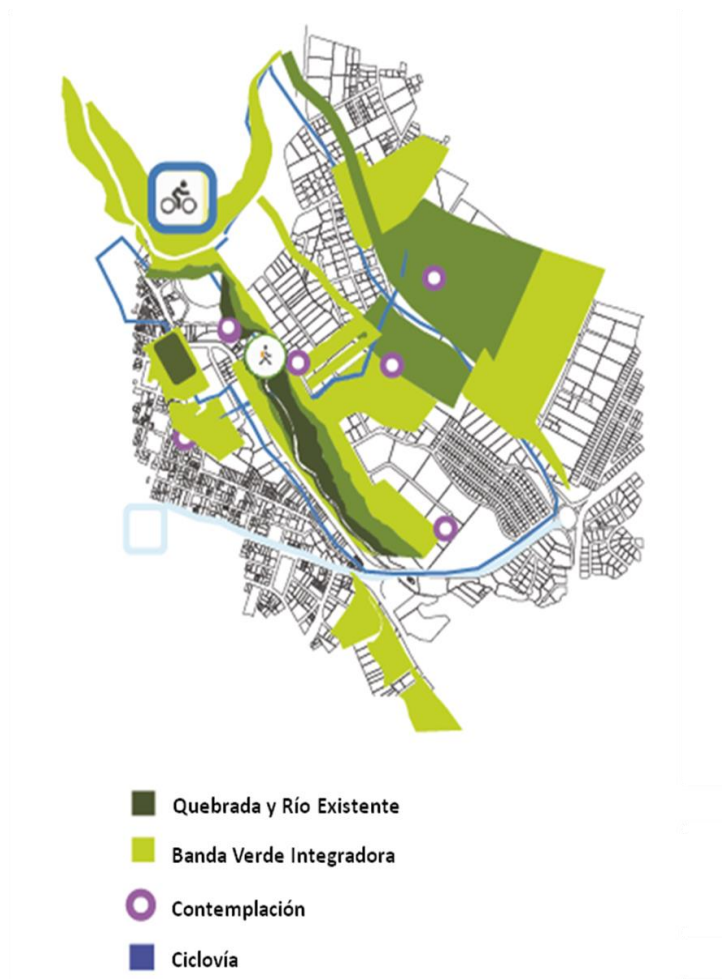 Quebrada y Río Existente
Banda Verde Integradora
Contemplación
Ciclovía